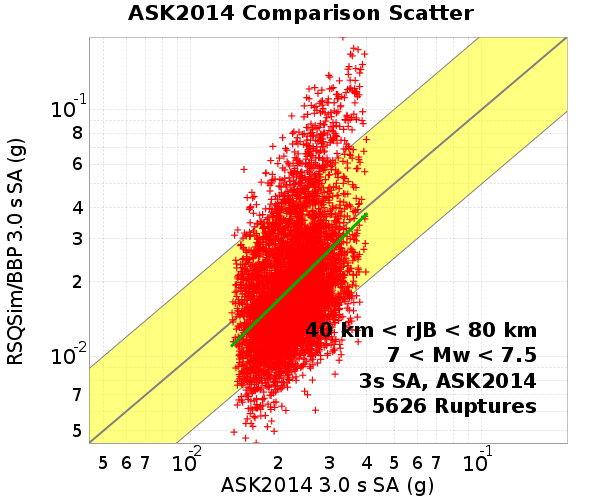 ASK2014 Comparison Scatter
RSQSim/BBP 3.0 s SA (g)
10-1
8
6
4
3
2
10-2
7
5
5 6 7 10-2 2 3 4 5 6 7 8 10-1
40 km < rJB < 80 km
7 < Mw < 7.5
3s SA, ASK2014
5626 Ruptures
ASK2014 3.0 s SA (g)